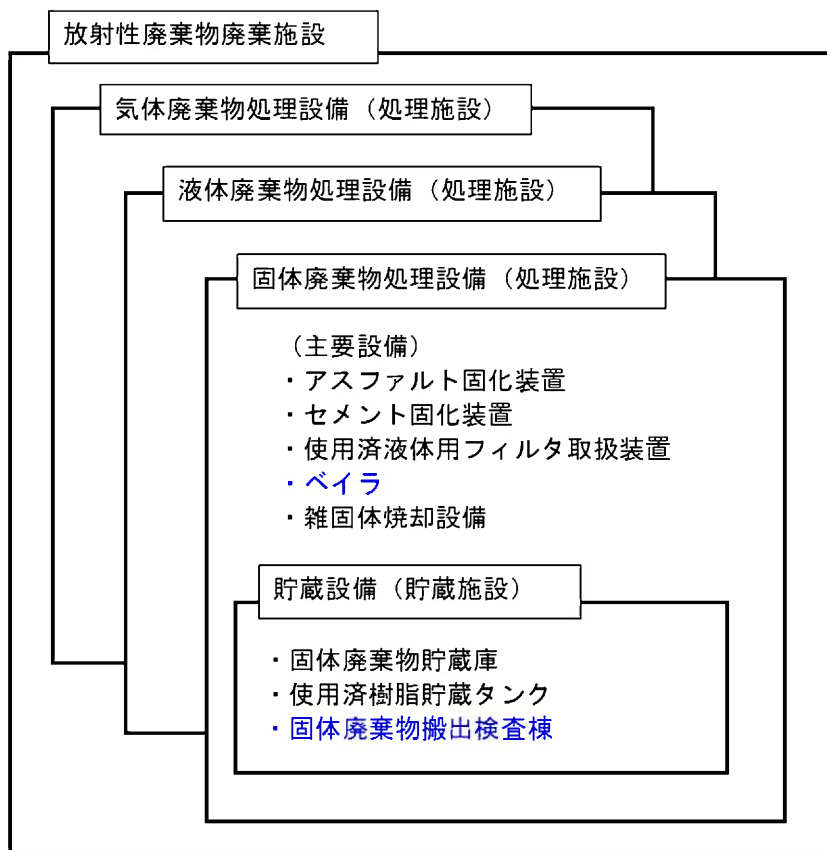 放射性廃棄物廃棄施設
気体廃棄物処理設備（処理施設）
液体廃棄物処理設備（処理施設）
固体廃棄物処理設備（処理施設）
（主要設備）
・アスファルト固化装置
・セメント固化装置
・使用済液体用フィルタ取扱装置
・ベイラ
・雑固体焼却設備
貯蔵設備（貯蔵施設）
・固体廃棄物貯蔵庫
・使用済樹脂貯蔵タンク
・固体廃棄物搬出検査棟